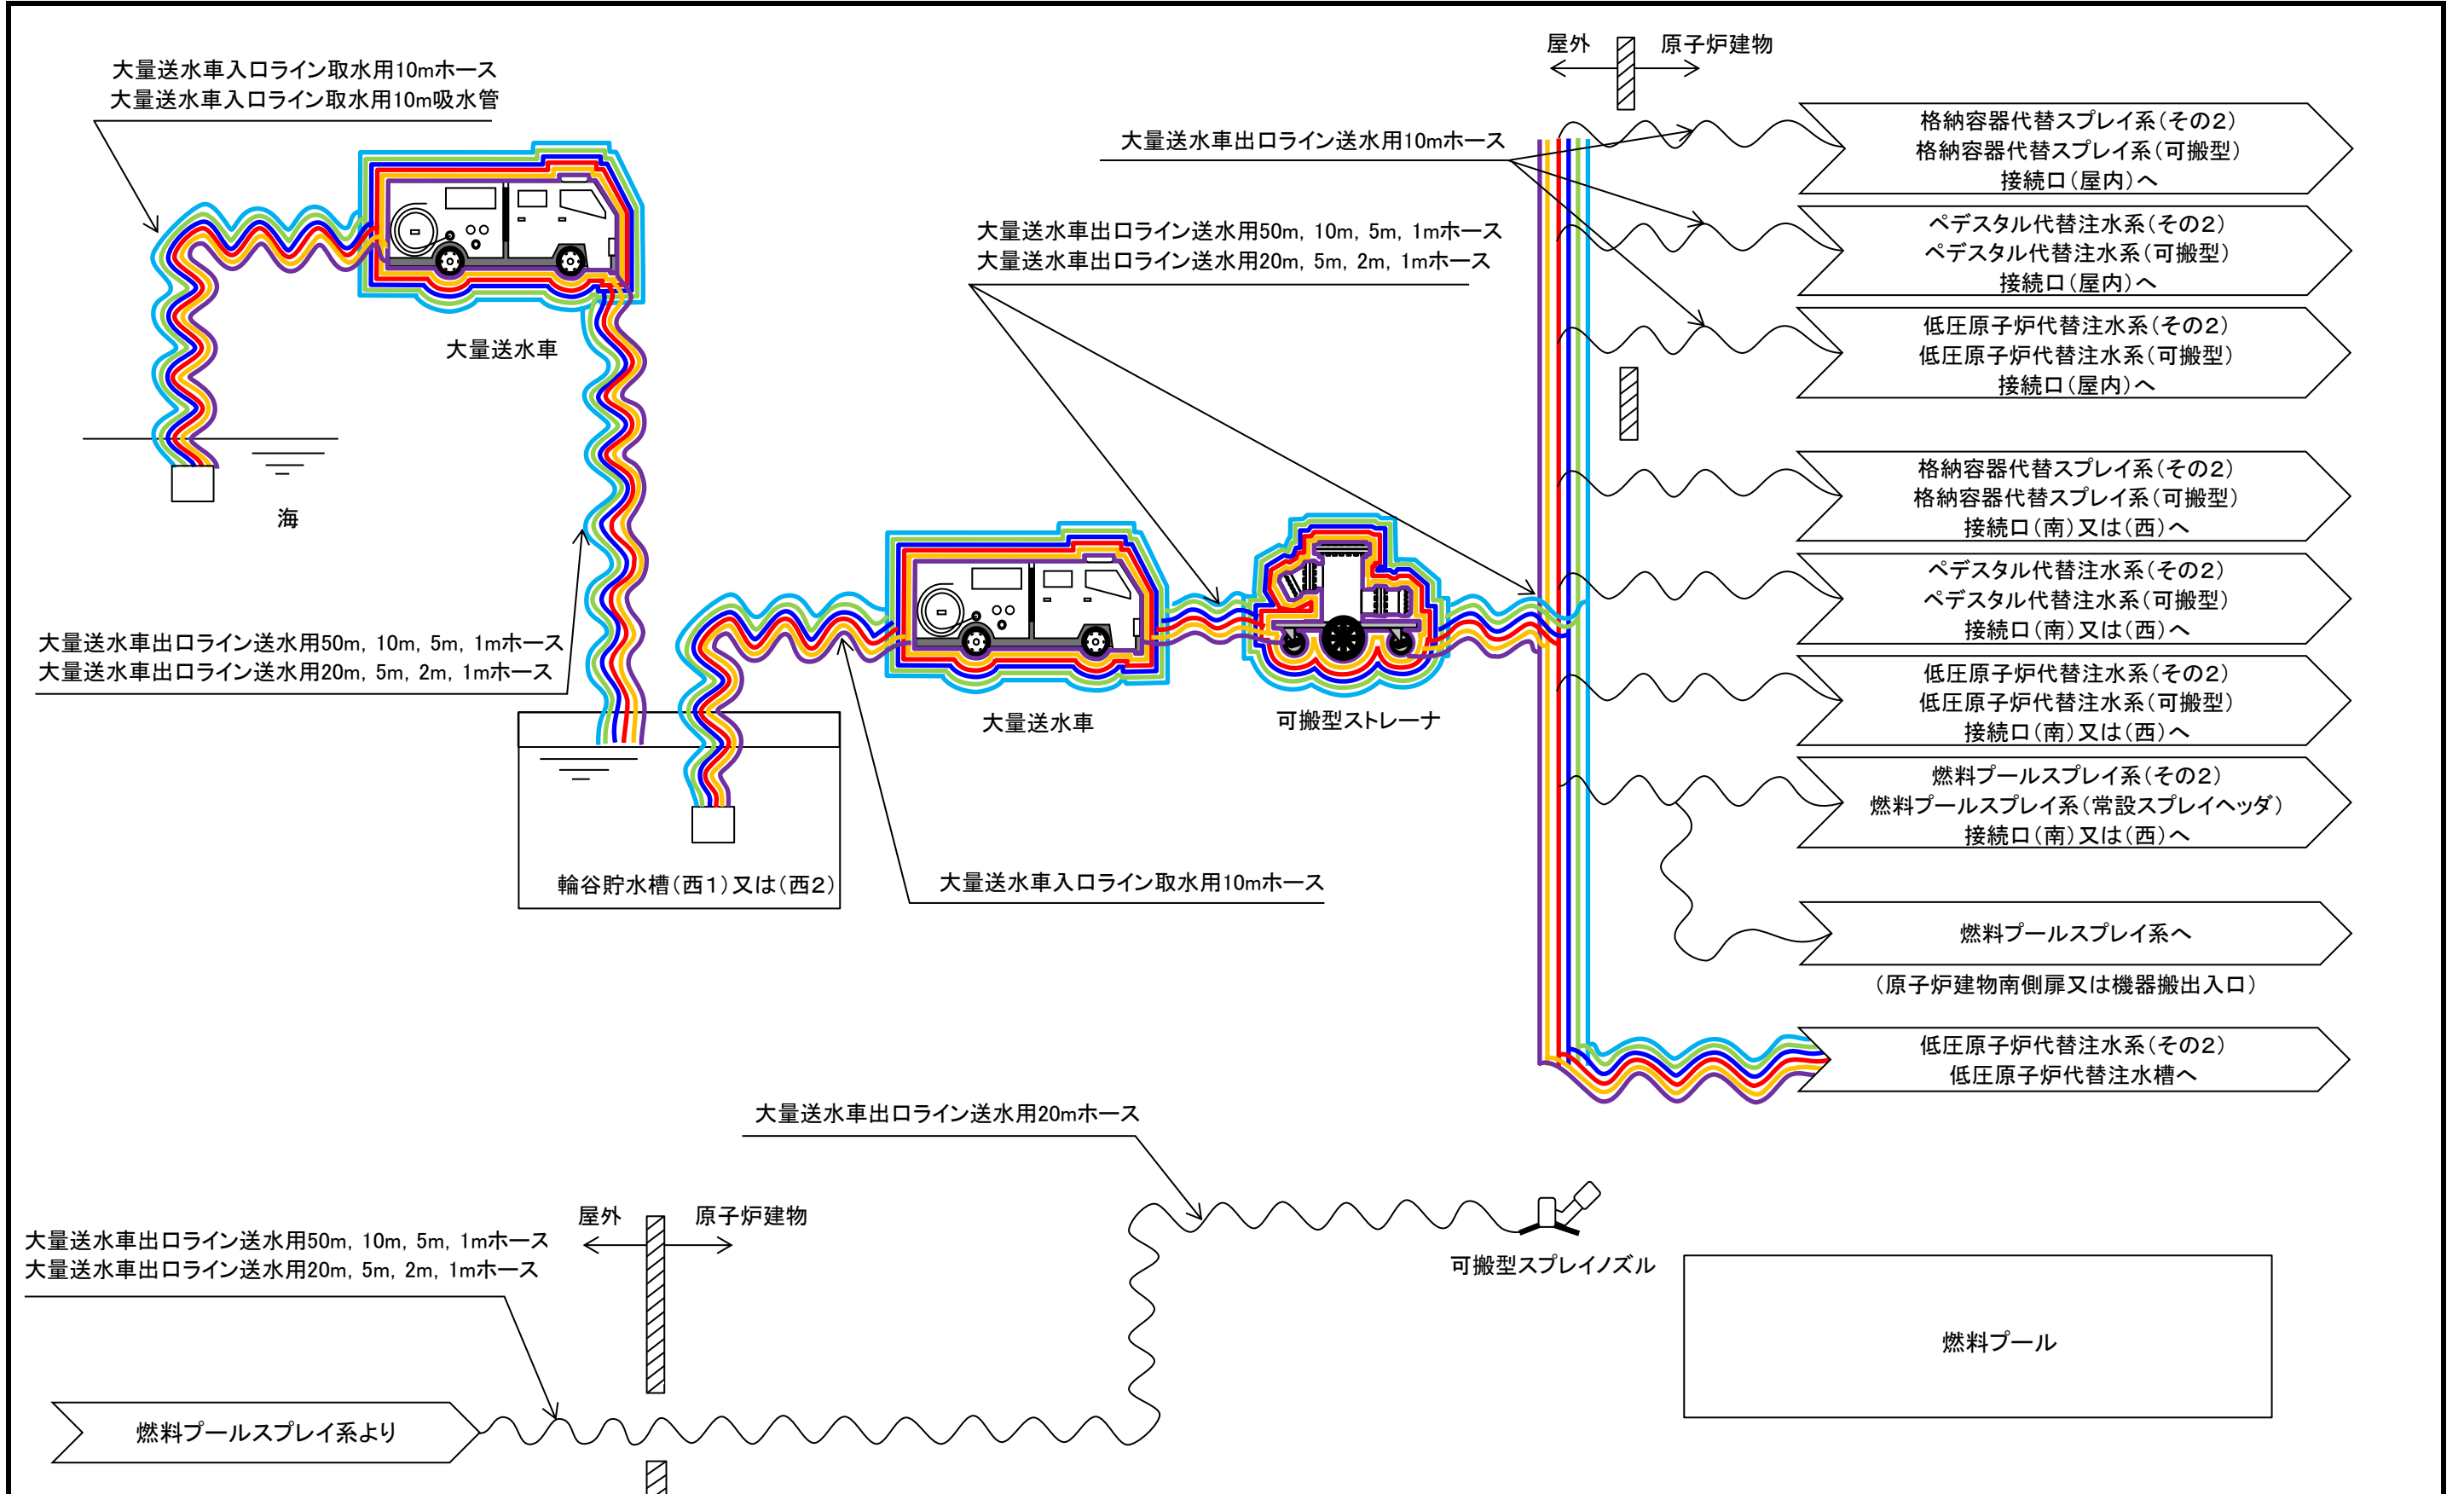 大量送水車入口ライン取水用10mホース
大量送水車入口ライン取水用10m吸水管
大量送水車
海
大量送水車出口ライン送水用50m, 10m, 5m, 1mホース
大量送水車出口ライン送水用20m, 5m, 2m, 1mホース
輪谷貯水槽(西1)又は(西2)
大量送水車入口ライン取水用10mホース
大量送水車
可搬型ストレーナ
大量送水車出口ライン送水用50m, 10m, 5m, 1mホース
大量送水車出口ライン送水用20m, 5m, 2m, 1mホース
大量送水車出口ライン送水用10mホース
屋外
原子炉建物
格納容器代替スプレイ系(その2)
格納容器代替スプレイ系(可搬型)
接続口(屋内)へ
ペデスタル代替注水系(その2)
ペデスタル代替注水系(可搬型)
接続口(屋内)へ
低圧原子炉代替注水系(その2)
低圧原子炉代替注水系(可搬型)
接続口(屋内)へ
格納容器代替スプレイ系(その2)
格納容器代替スプレイ系(可搬型)
接続口(南)又は(西)へ
ペデスタル代替注水系(その2)
ペデスタル代替注水系(可搬型)
接続口(南)又は(西)へ
低圧原子炉代替注水系(その2)
低圧原子炉代替注水系(可搬型)
接続口(南)又は(西)へ
燃料プールスプレイ系(その2)
燃料プールスプレイ系(常設スプレイヘッダ)
接続口(南)又は(西)へ
燃料プールスプレイ系へ
(原子炉建物南側扉又は機器搬出入口)
低圧原子炉代替注水系(その2)
低圧原子炉代替注水槽へ
大量送水車出口ライン送水用20mホース
屋外
原子炉建物
大量送水車出口ライン送水用50m, 10m, 5m, 1mホース
大量送水車出口ライン送水用20m, 5m, 2m, 1mホース
可搬型スプレイノズル
燃料プール
燃料プールスプレイ系より